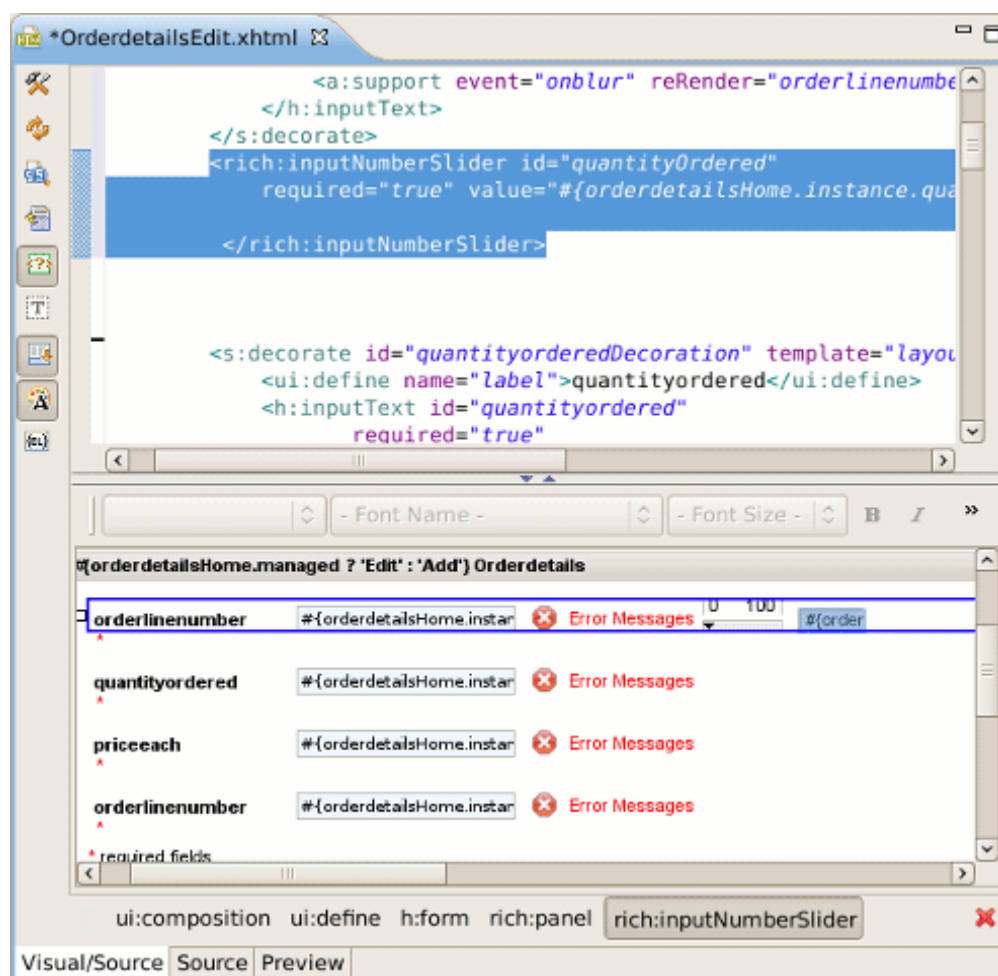 *OrderdetailsEdit.xhtml
<a:support event="onblur" reRender="orderlinenumbe
</h:inputText>
</s:decorate>
<rich:inputNumberSlider id="quantityOrdered"
required="true" value="#{orderdetailsHome.instance.qua
</rich:inputNumberSlider>
<s:decorate id="quantityorderedDecoration" template="layou
<ui:define name="label">quantityordered</ui:define>
<h:inputText id="quantityordered"
required="true"
- Font Name - - Font Size - B I »
#{orderdetailsHome.managed ? 'Edit' : 'Add'} Orderdetails
orderlinenumber #{orderdetailsHome.instar Error Messages 0 100 #{order
*
quantityordered #{orderdetailsHome.instar Error Messages
*
priceeach #{orderdetailsHome.instar Error Messages
*
orderlinenumber #{orderdetailsHome.instar Error Messages
*
* required fields
ui:composition ui:define h:form rich:panel rich:inputNumberSlider
Visual/Source Source Preview